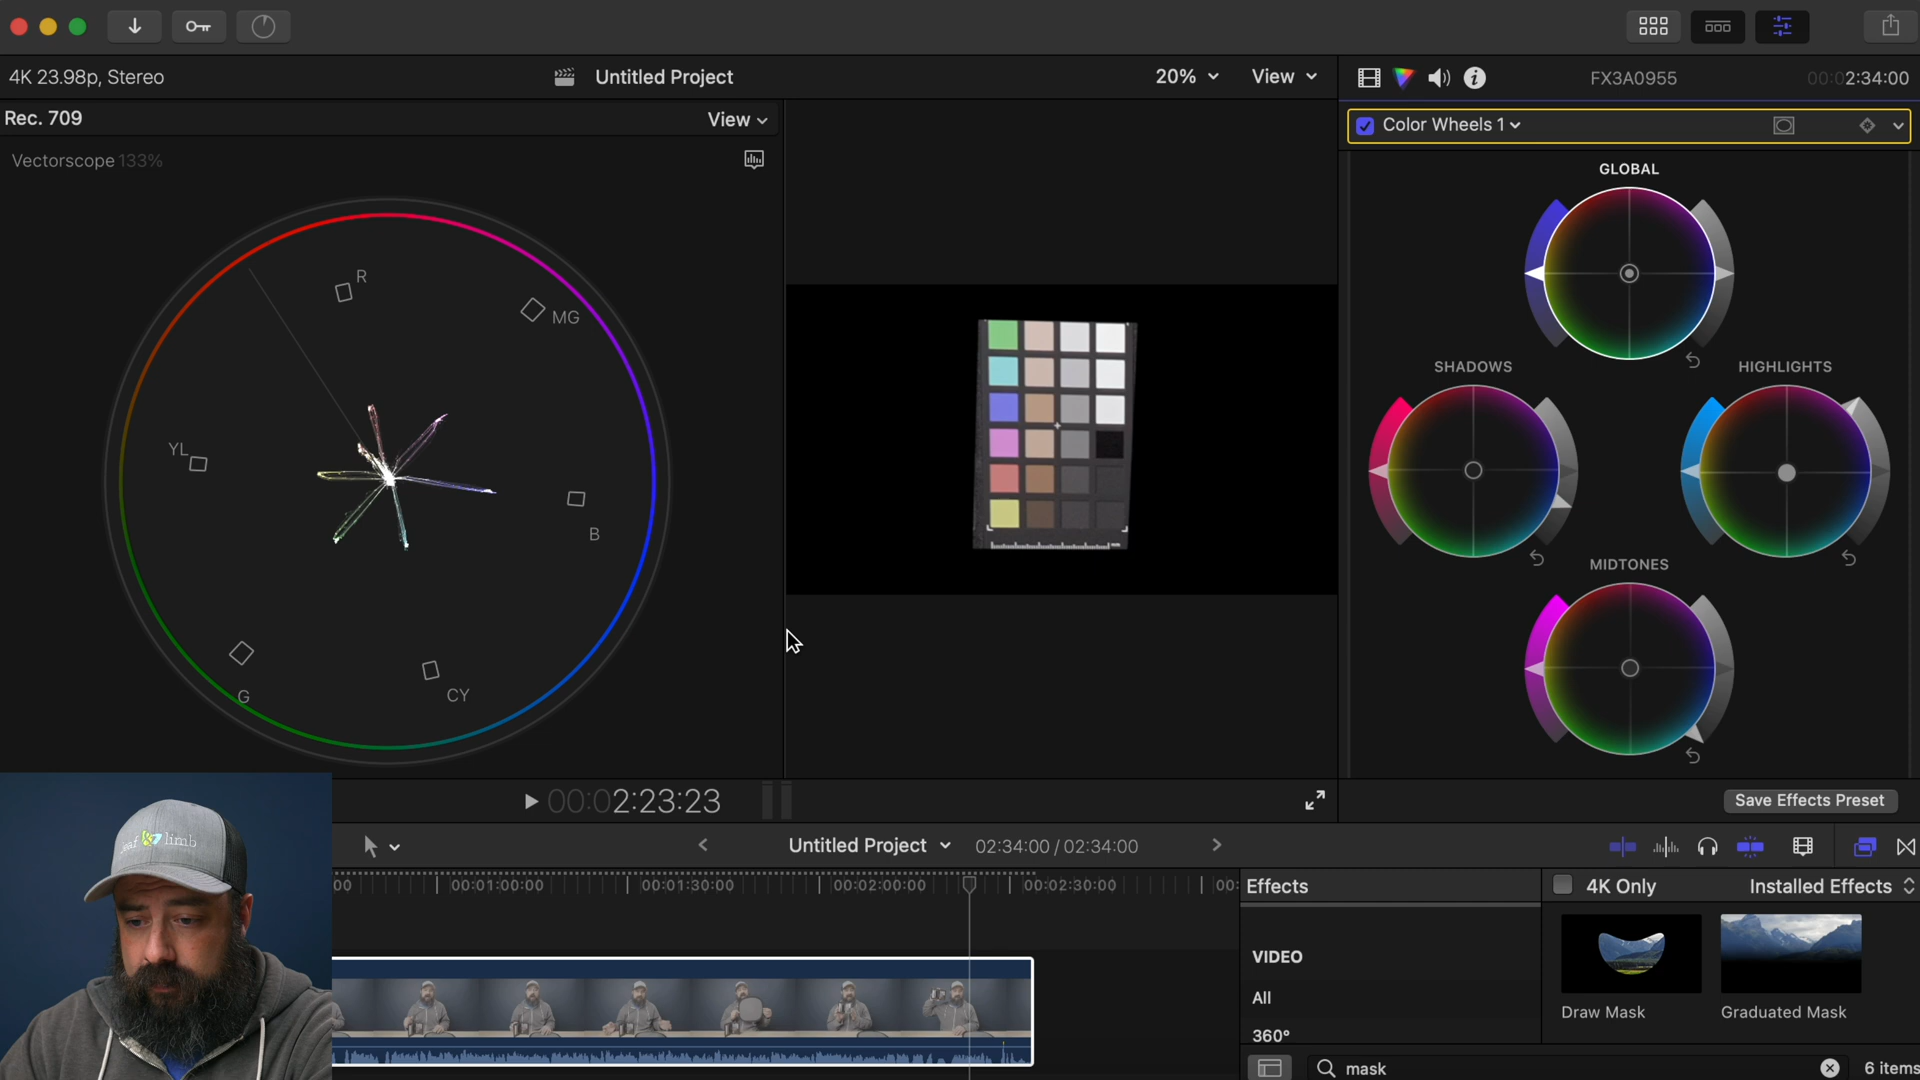 4K 23.98p, Stereo
Untitled Project
20%
View
FX3A0955
00:02:34:00
Rec. 709
View
Color Wheels 1
Vectorscope 133%
GLOBAL
R
MG
SHADOWS
HIGHLIGHTS
YL
B
MIDTONES
G
CY
00:02:23:23
Save Effects Preset
limb
Untitled Project
02:34:00 / 02:34:00
00
00:01:00:00
00:01:30:00
00:02:00:00
00:02:30:00
00:
Effects
4K Only
Installed Effects
VIDEO
All
360°
Draw Mask
Graduated Mask
mask
6 items